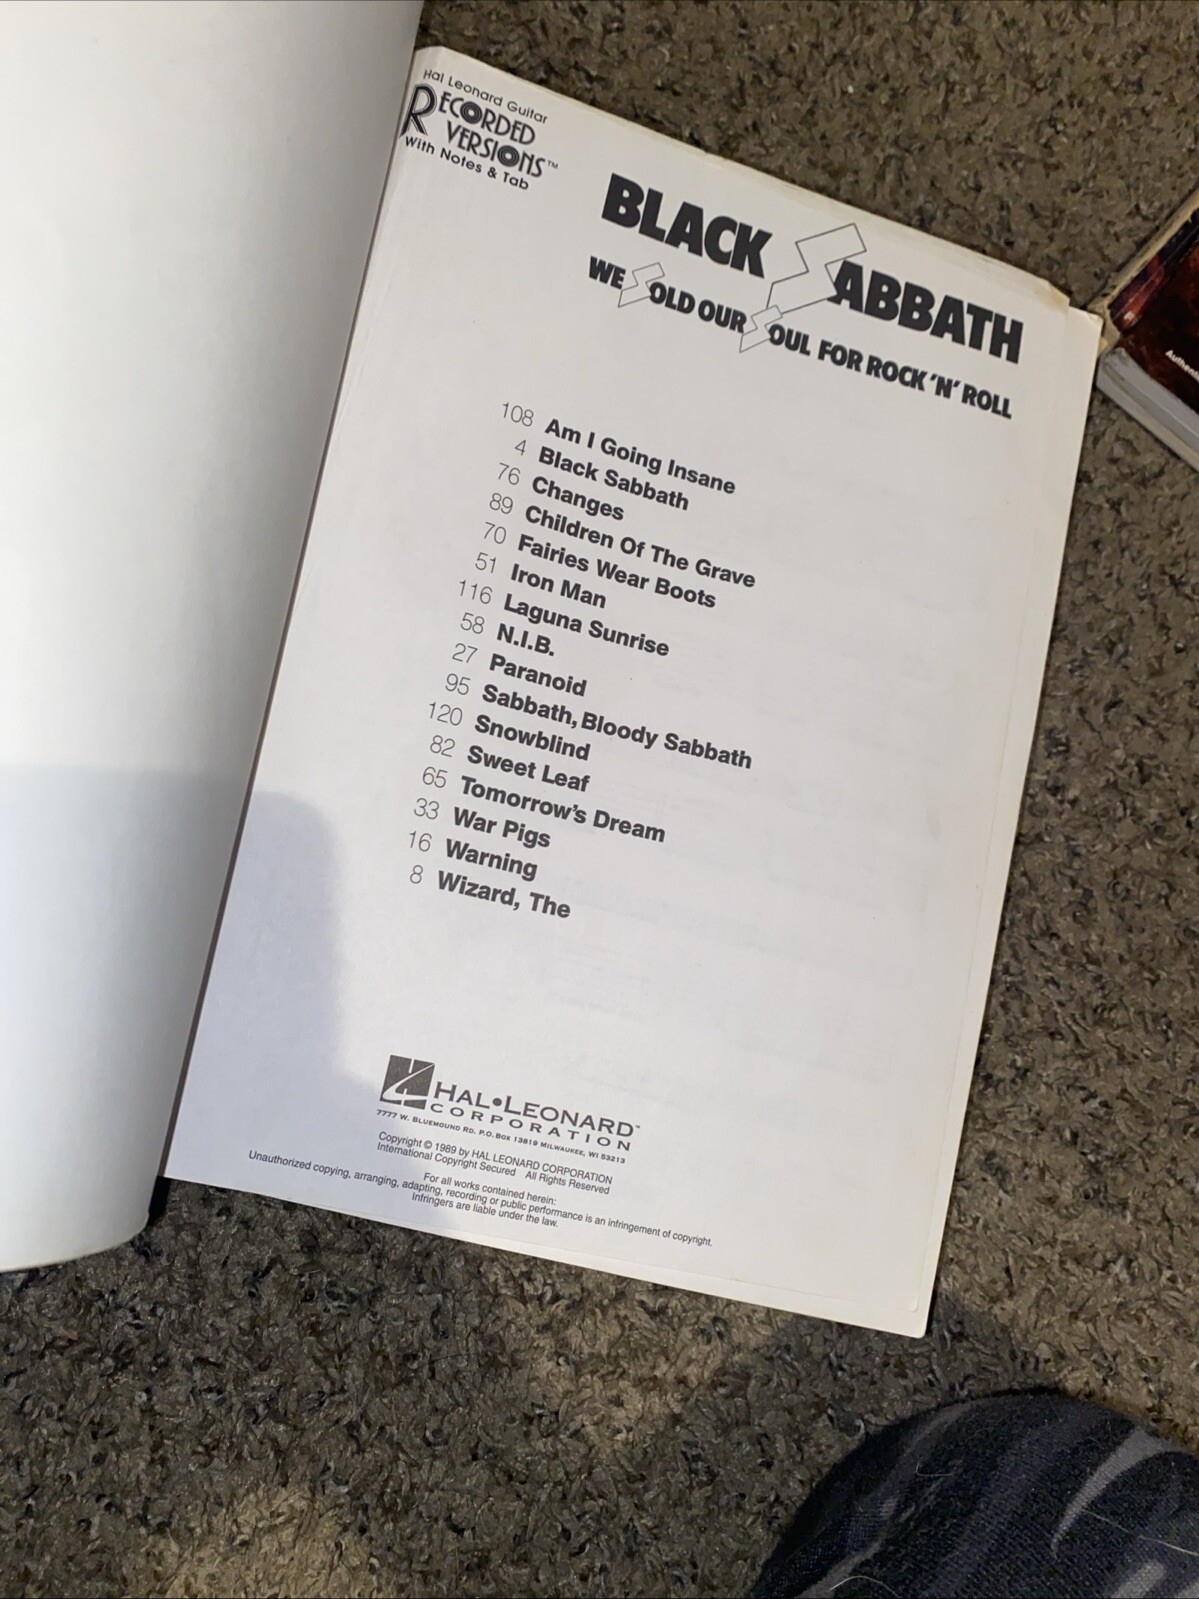 Hal Leonard Guitar
RECORDED
VERSIONS™
With Notes & Tab
BLACK SABBATH
WE SOLD OUR SOUL FOR ROCK 'N' ROLL
108 Am I Going Insane
4 Black Sabbath
76 Changes
89 Children Of The Grave
70 Fairies Wear Boots
51 Iron Man
116 Laguna Sunrise
58 N.I.B.
27 Paranoid
95 Sabbath, Bloody Sabbath
120 Snowblind
82 Sweet Leaf
65 Tomorrow's Dream
33 War Pigs
16 Warning
8 Wizard, The
HAL•LEONARD™
CORPORATION
7777 W. BLUEMOUND RD. P.O. BOX 13819 MILWAUKEE, WI 53213
Copyright © 1989 by HAL LEONARD CORPORATION
International Copyright Secured All Rights Reserved
For all works contained herein:
Unauthorized copying, arranging, adapting, recording or public performance is an infringement of copyright.
Infringers are liable under the law.